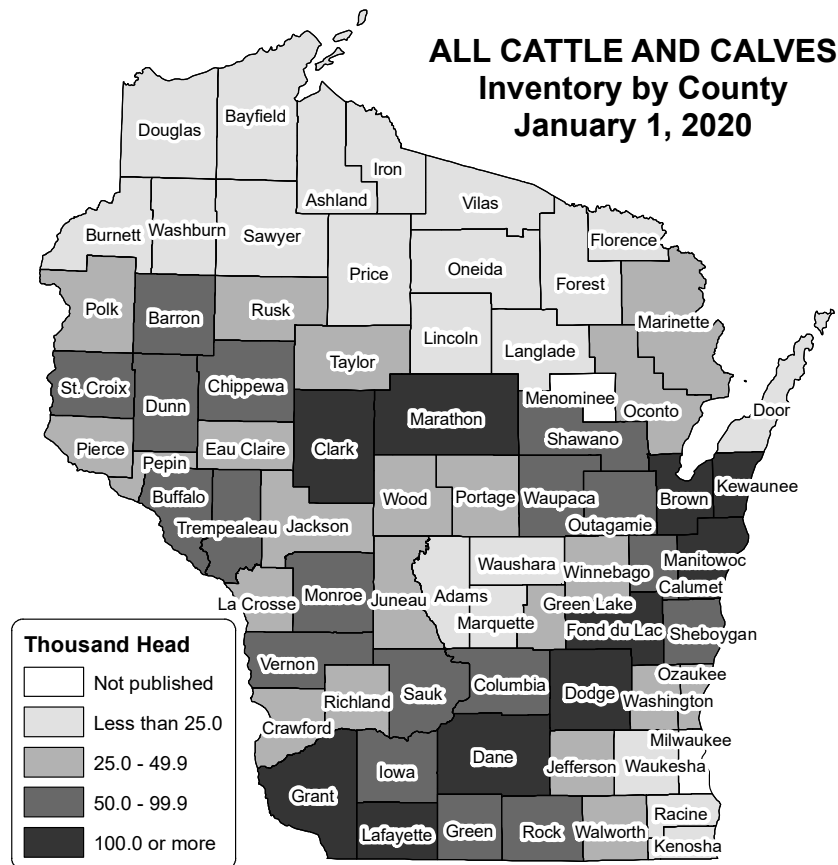 ALL CATTLE AND CALVES
Inventory by County
January 1, 2020
Douglas
Bayfield
Ashland
Iron
Vilas
Burnett
Washburn
Sawyer
Price
Oneida
Florence
Forest
Marinette
Polk
Barron
Rusk
Taylor
Lincoln
Langlade
St. Croix
Dunn
Chippewa
Clark
Marathon
Menominee
Oconto
Door
Shawano
Pierce
Pepin
Eau Claire
Buffalo
Trempealeau
Jackson
Wood
Portage
Waupaca
Outagamie
Brown
Kewaunee
La Crosse
Monroe
Juneau
Adams
Waushara
Marquette
Winnebago
Green Lake
Manitowoc
Calumet
Fond du Lac
Sheboygan
Vernon
Crawford
Richland
Sauk
Columbia
Dodge
Ozaukee
Washington
Grant
Iowa
Dane
Jefferson
Milwaukee
Waukesha
Lafayette
Green
Rock
Walworth
Racine
Kenosha
Thousand Head
Not published
Less than 25.0
25.0 - 49.9
50.0 - 99.9
100.0 or more